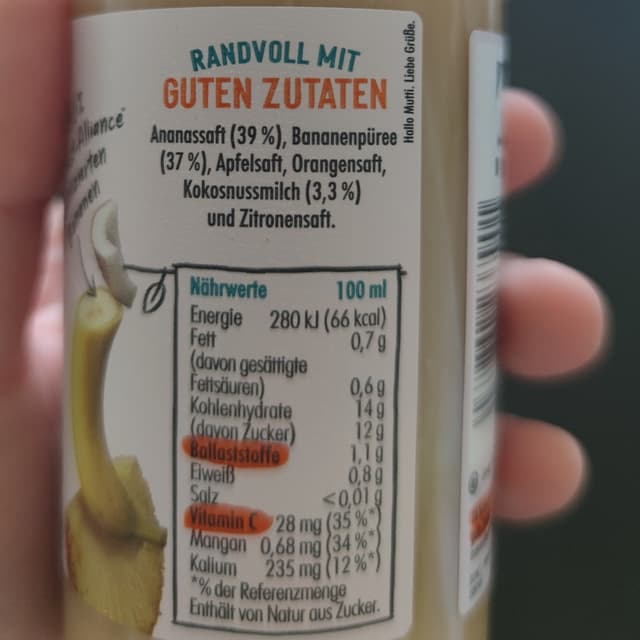 Alliance
RANDVOLL MIT
GUTEN ZUTATEN
Ananassaft (39 %), Bananenpüree
(37 %), Apfelsaft, Orangensaft,
Kokosnussmilch (3,3 %)
und Zitronensaft.
Hallo Mutti. Liebe Grüße.
Nährwerte 100 ml
Energie 280 kJ (66 kcal)
Fett 0,7 g
(davon gesättigte
Fettsäuren) 0,6 g
Kohlenhydrate 14 g
(davon Zucker) 12 g
Ballaststoffe 1,1 g
Eiweiß 0,8 g
Salz <0,01 g
Vitamin C 28 mg (35 %*)
Mangan 0,68 mg (34 %*)
Kalium 235 mg (12 %*)
*% der Referenzmenge
Enthält von Natur aus Zucker.